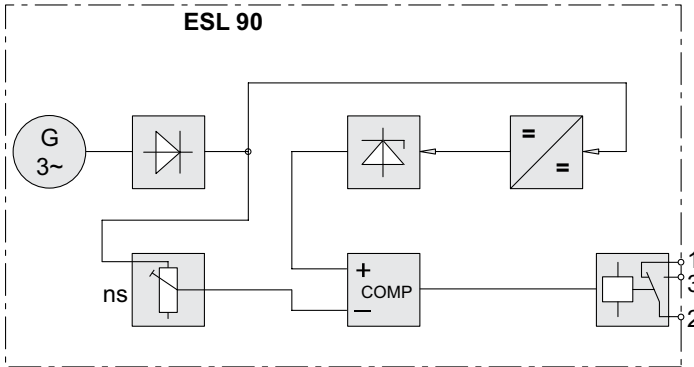 ESL 90
G
3~
=
=
ns
+
COMP
−
1
3
2